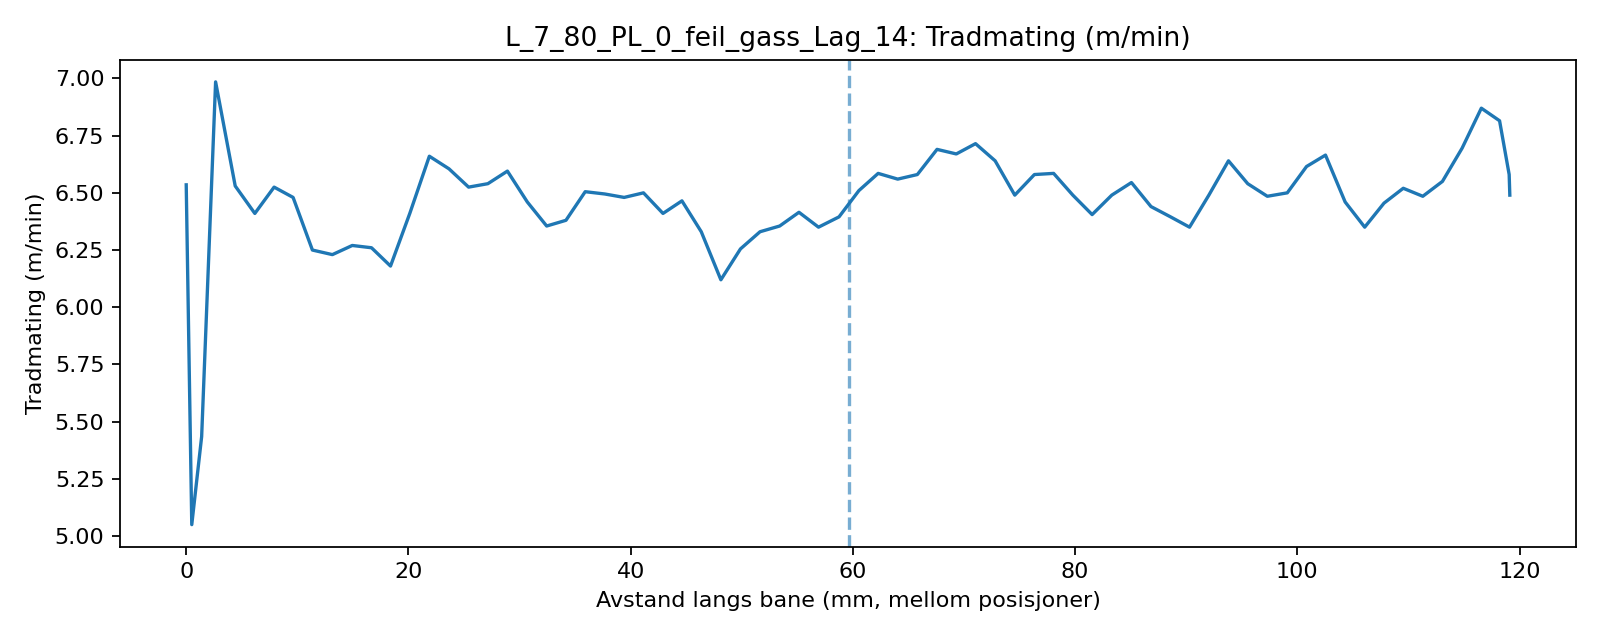 L_7_80_PL_0_feil_gass_Lag_14: Tradmating (m/min)
Tradmating (m/min)
7.00
6.75
6.50
6.25
6.00
5.75
5.50
5.25
5.00
0 20 40 60 80 100 120
Avstand langs bane (mm, mellom posisjoner)